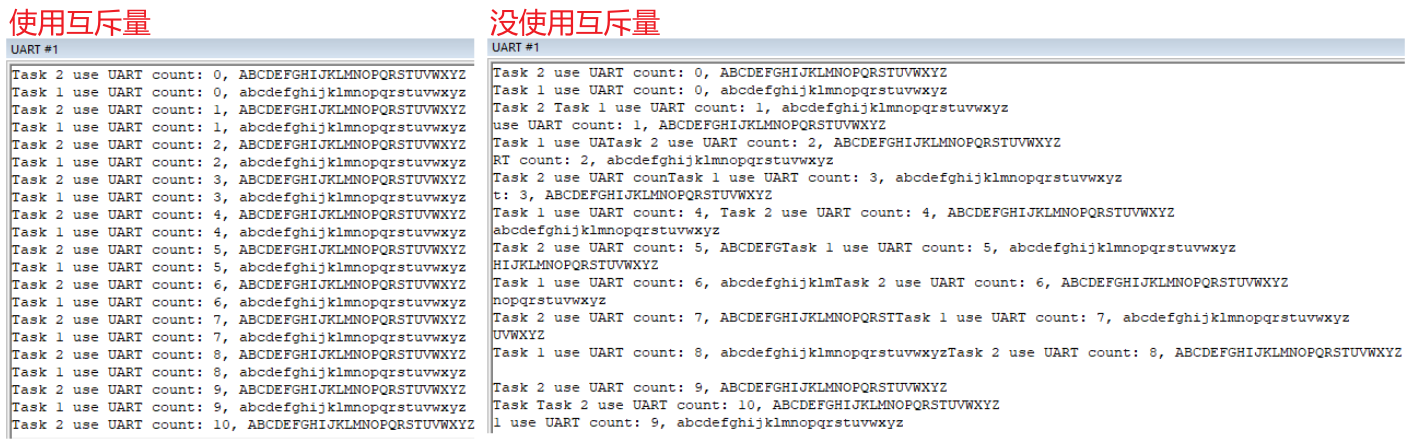 使用互斥量
UART #1
Task 2 use UART count: 0, ABCDEFGHIJKLMNOPQRSTUVWXYZ
Task 1 use UART count: 0, abcdefghijklmnopqrstuvwxyz
Task 2 use UART count: 1, ABCDEFGHIJKLMNOPQRSTUVWXYZ
Task 1 use UART count: 1, abcdefghijklmnopqrstuvwxyz
Task 2 use UART count: 2, ABCDEFGHIJKLMNOPQRSTUVWXYZ
Task 1 use UART count: 2, abcdefghijklmnopqrstuvwxyz
Task 2 use UART count: 3, ABCDEFGHIJKLMNOPQRSTUVWXYZ
Task 1 use UART count: 3, abcdefghijklmnopqrstuvwxyz
Task 2 use UART count: 4, ABCDEFGHIJKLMNOPQRSTUVWXYZ
Task 1 use UART count: 4, abcdefghijklmnopqrstuvwxyz
Task 2 use UART count: 5, ABCDEFGHIJKLMNOPQRSTUVWXYZ
Task 1 use UART count: 5, abcdefghijklmnopqrstuvwxyz
Task 2 use UART count: 6, ABCDEFGHIJKLMNOPQRSTUVWXYZ
Task 1 use UART count: 6, abcdefghijklmnopqrstuvwxyz
Task 2 use UART count: 7, ABCDEFGHIJKLMNOPQRSTUVWXYZ
Task 1 use UART count: 7, abcdefghijklmnopqrstuvwxyz
Task 2 use UART count: 8, ABCDEFGHIJKLMNOPQRSTUVWXYZ
Task 1 use UART count: 8, abcdefghijklmnopqrstuvwxyz
Task 2 use UART count: 9, ABCDEFGHIJKLMNOPQRSTUVWXYZ
Task 1 use UART count: 9, abcdefghijklmnopqrstuvwxyz
Task 2 use UART count: 10, ABCDEFGHIJKLMNOPQRSTUVWXYZ
没使用互斥量
UART #1
Task 2 use UART count: 0, ABCDEFGHIJKLMNOPQRSTUVWXYZ
Task 1 use UART count: 0, abcdefghijklmnopqrstuvwxyz
Task 2 Task 1 use UART count: 1, abcdefghijklmnopqrstuvwxyz
use UART count: 1, ABCDEFGHIJKLMNOPQRSTUVWXYZ
Task 1 use UATask 2 use UART count: 2, ABCDEFGHIJKLMNOPQRSTUVWXYZ
RT count: 2, abcdefghijklmnopqrstuvwxyz
Task 2 use UART counTask 1 use UART count: 3, abcdefghijklmnopqrstuvwxyz
t: 3, ABCDEFGHIJKLMNOPQRSTUVWXYZ
Task 1 use UART count: 4, Task 2 use UART count: 4, ABCDEFGHIJKLMNOPQRSTUVWXYZ
abcdefghijklmnopqrstuvwxyz
Task 2 use UART count: 5, ABCDEFGTask 1 use UART count: 5, abcdefghijklmnopqrstuvwxyz
HIJKLMNOPQRSTUVWXYZ
Task 1 use UART count: 6, abcdefghijklmTask 2 use UART count: 6, ABCDEFGHIJKLMNOPQRSTUVWXYZ
nopqrstuvwxyz
Task 2 use UART count: 7, ABCDEFGHIJKLMNOPQRSTTask 1 use UART count: 7, abcdefghijklmnopqrstuvwxyz
UVWXYZ
Task 1 use UART count: 8, abcdefghijklmnopqrstuvwxyzTask 2 use UART count: 8, ABCDEFGHIJKLMNOPQRSTUVWXYZ
Task 2 use UART count: 9, ABCDEFGHIJKLMNOPQRSTUVWXYZ
Task Task 2 use UART count: 10, ABCDEFGHIJKLMNOPQRSTUVWXYZ
1 use UART count: 9, abcdefghijklmnopqrstuvwxyz